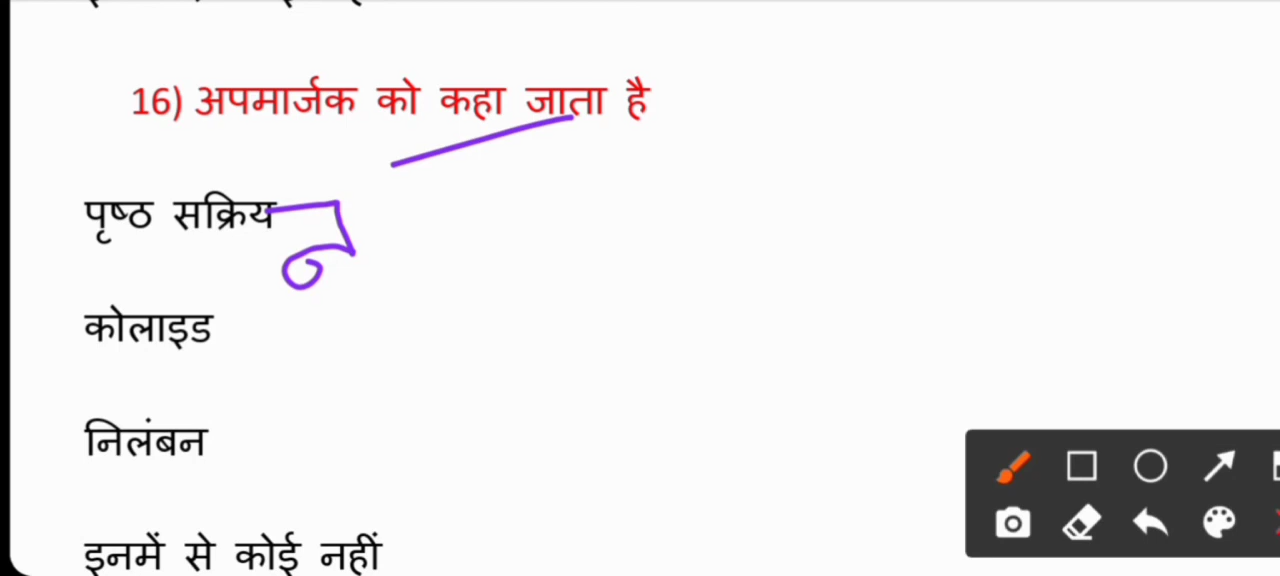 16) अपमार्जक को कहा जाता है
पृष्ठ सक्रिय
कोलाइड
निलंबन
इनमें से कोई नहीं